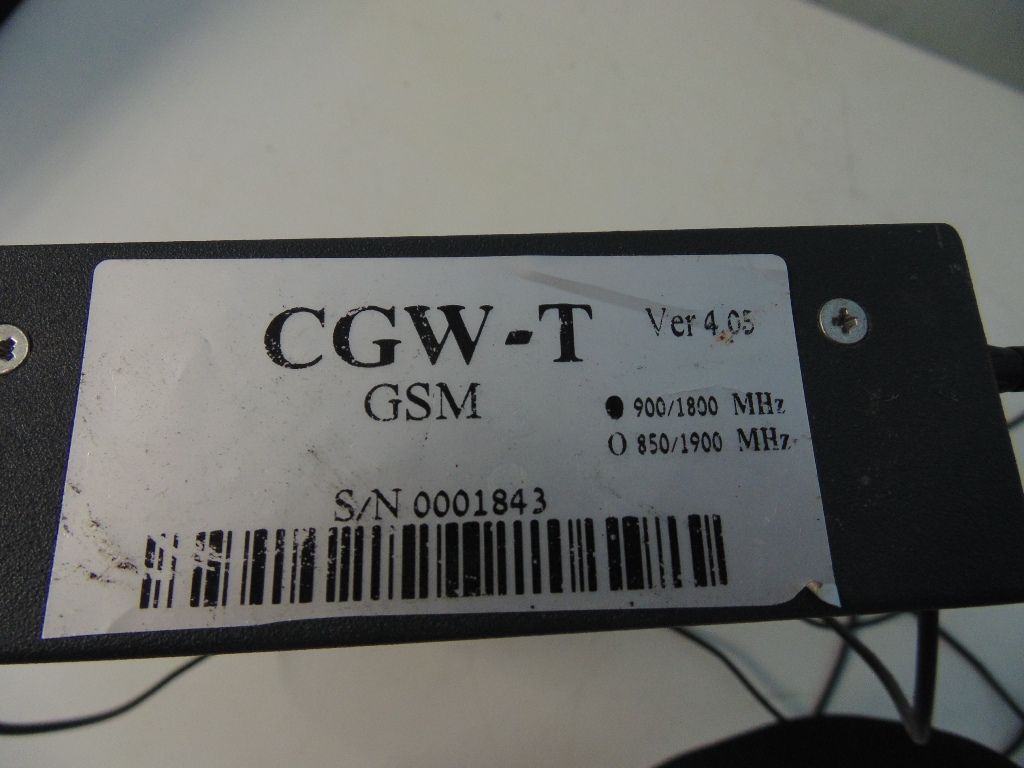 CGW-T Ver 4.05
GSM
● 900/1800 MHz
O 850/1900 MHz
S/N 0001843